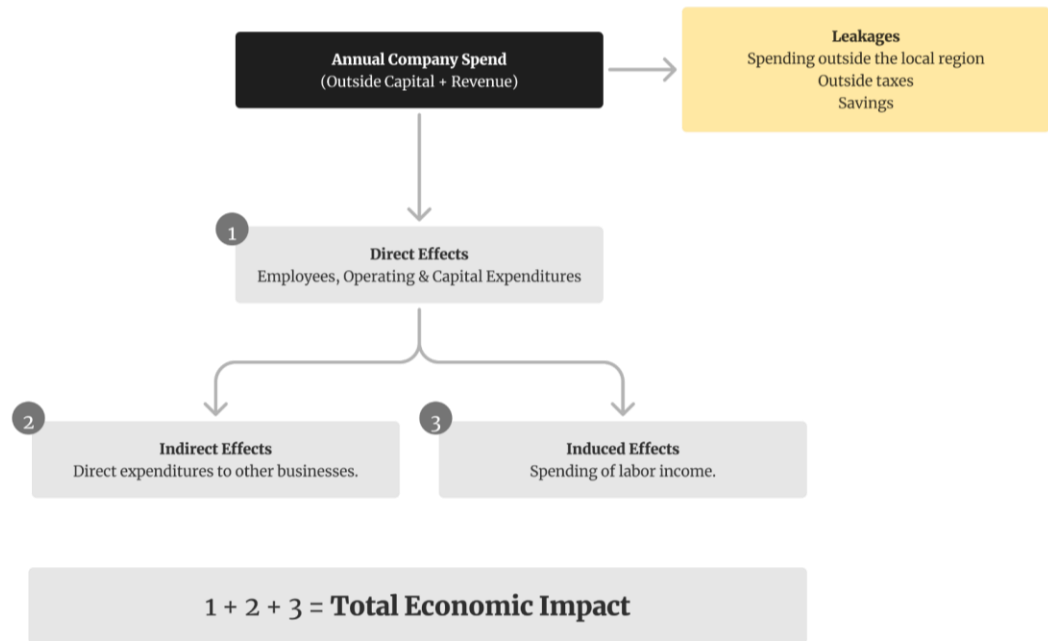 Annual Company Spend
(Outside Capital + Revenue)
Leakages
Spending outside the local region
Outside taxes
Savings
1
Direct Effects
Employees, Operating & Capital Expenditures
2
Indirect Effects
Direct expenditures to other businesses.
3
Induced Effects
Spending of labor income.
1 + 2 + 3 = Total Economic Impact